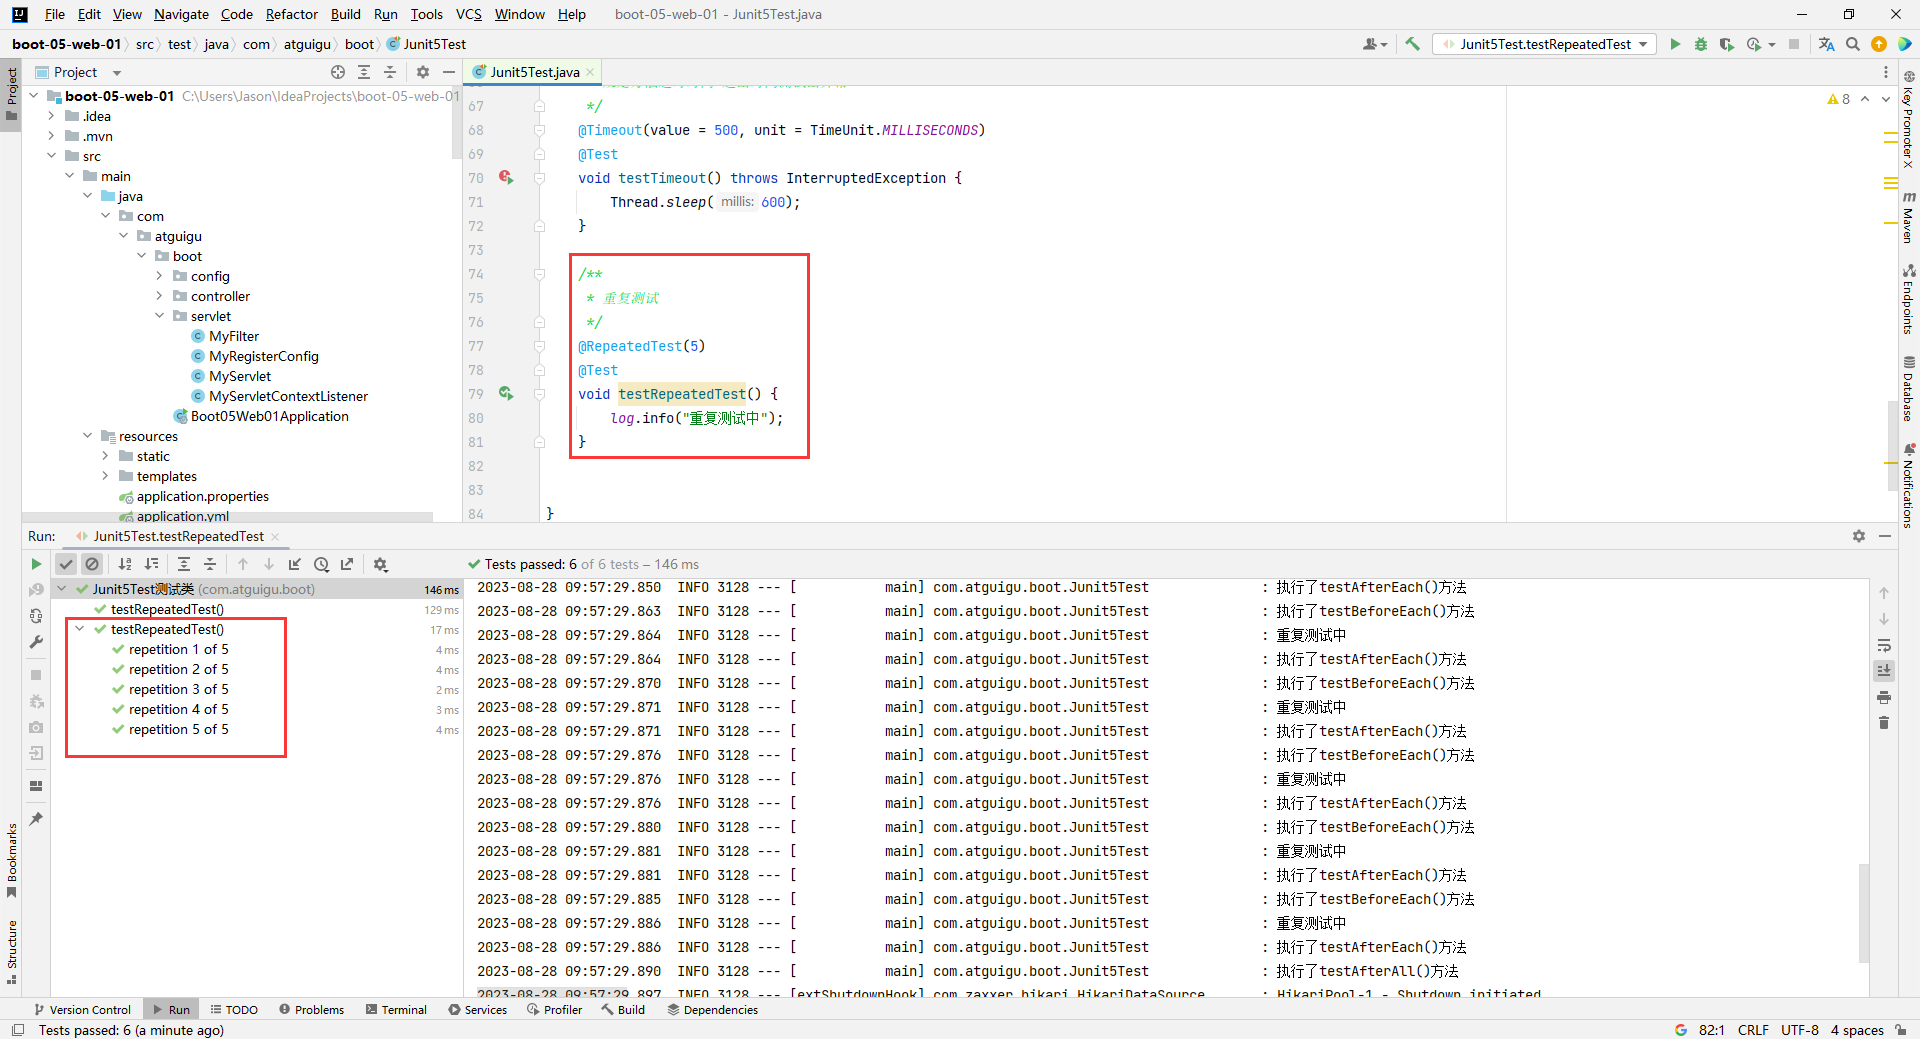 File Edit View Navigate Code Refactor Build Run Tools VCS Window Help boot-05-web-01 - Junit5Test.java
boot-05-web-01 src test java com atguigu boot Junit5Test
Junit5Test.testRepeatedTest
Project
Junit5Test.java
boot-05-web-01 C:\Users\Jason\IdeaProjects\boot-05-web-01
.idea
.mvn
src
main
java
com
atguigu
boot
config
controller
servlet
MyFilter
MyRegisterConfig
MyServlet
MyServletContextListener
Boot05Web01Application
resources
static
templates
application.properties
application.yml
67 */
68 @Timeout(value = 500, unit = TimeUnit.MILLISECONDS)
69 @Test
70 void testTimeout() throws InterruptedException {
71 Thread.sleep( millis: 600);
72 }
73
74 /**
75 * 重复测试
76 */
77 @RepeatedTest(5)
78 @Test
79 void testRepeatedTest() {
80 log.info("重复测试中");
81 }
82
83
84 }
8
Project
Bookmarks
Structure
Key Promoter X
Maven
Endpoints
Database
Notifications
Run: Junit5Test.testRepeatedTest
Tests passed: 6 of 6 tests – 146 ms
Junit5Test测试类 (com.atguigu.boot) 146 ms
testRepeatedTest() 129 ms
testRepeatedTest() 17 ms
repetition 1 of 5 4 ms
repetition 2 of 5 4 ms
repetition 3 of 5 2 ms
repetition 4 of 5 3 ms
repetition 5 of 5 4 ms
2023-08-28 09:57:29.850 INFO 3128 --- [ main] com.atguigu.boot.Junit5Test : 执行了testAfterEach()方法
2023-08-28 09:57:29.863 INFO 3128 --- [ main] com.atguigu.boot.Junit5Test : 执行了testBeforeEach()方法
2023-08-28 09:57:29.864 INFO 3128 --- [ main] com.atguigu.boot.Junit5Test : 重复测试中
2023-08-28 09:57:29.864 INFO 3128 --- [ main] com.atguigu.boot.Junit5Test : 执行了testAfterEach()方法
2023-08-28 09:57:29.870 INFO 3128 --- [ main] com.atguigu.boot.Junit5Test : 执行了testBeforeEach()方法
2023-08-28 09:57:29.871 INFO 3128 --- [ main] com.atguigu.boot.Junit5Test : 重复测试中
2023-08-28 09:57:29.871 INFO 3128 --- [ main] com.atguigu.boot.Junit5Test : 执行了testAfterEach()方法
2023-08-28 09:57:29.876 INFO 3128 --- [ main] com.atguigu.boot.Junit5Test : 执行了testBeforeEach()方法
2023-08-28 09:57:29.876 INFO 3128 --- [ main] com.atguigu.boot.Junit5Test : 重复测试中
2023-08-28 09:57:29.876 INFO 3128 --- [ main] com.atguigu.boot.Junit5Test : 执行了testAfterEach()方法
2023-08-28 09:57:29.880 INFO 3128 --- [ main] com.atguigu.boot.Junit5Test : 执行了testBeforeEach()方法
2023-08-28 09:57:29.881 INFO 3128 --- [ main] com.atguigu.boot.Junit5Test : 重复测试中
2023-08-28 09:57:29.881 INFO 3128 --- [ main] com.atguigu.boot.Junit5Test : 执行了testAfterEach()方法
2023-08-28 09:57:29.885 INFO 3128 --- [ main] com.atguigu.boot.Junit5Test : 执行了testBeforeEach()方法
2023-08-28 09:57:29.886 INFO 3128 --- [ main] com.atguigu.boot.Junit5Test : 重复测试中
2023-08-28 09:57:29.886 INFO 3128 --- [ main] com.atguigu.boot.Junit5Test : 执行了testAfterEach()方法
2023-08-28 09:57:29.890 INFO 3128 --- [ main] com.atguigu.boot.Junit5Test : 执行了testAfterAll()方法
2023-08-28 09:57:29.897 INFO 3128 --- [extShutdownHook] com.zaxxer.hikari.HikariDataSource : HikariPool-1 - Shutdown initiated
Version Control Run TODO Problems Terminal Services Profiler Build Dependencies
Tests passed: 6 (a minute ago) 82:1 CRLF UTF-8 4 spaces